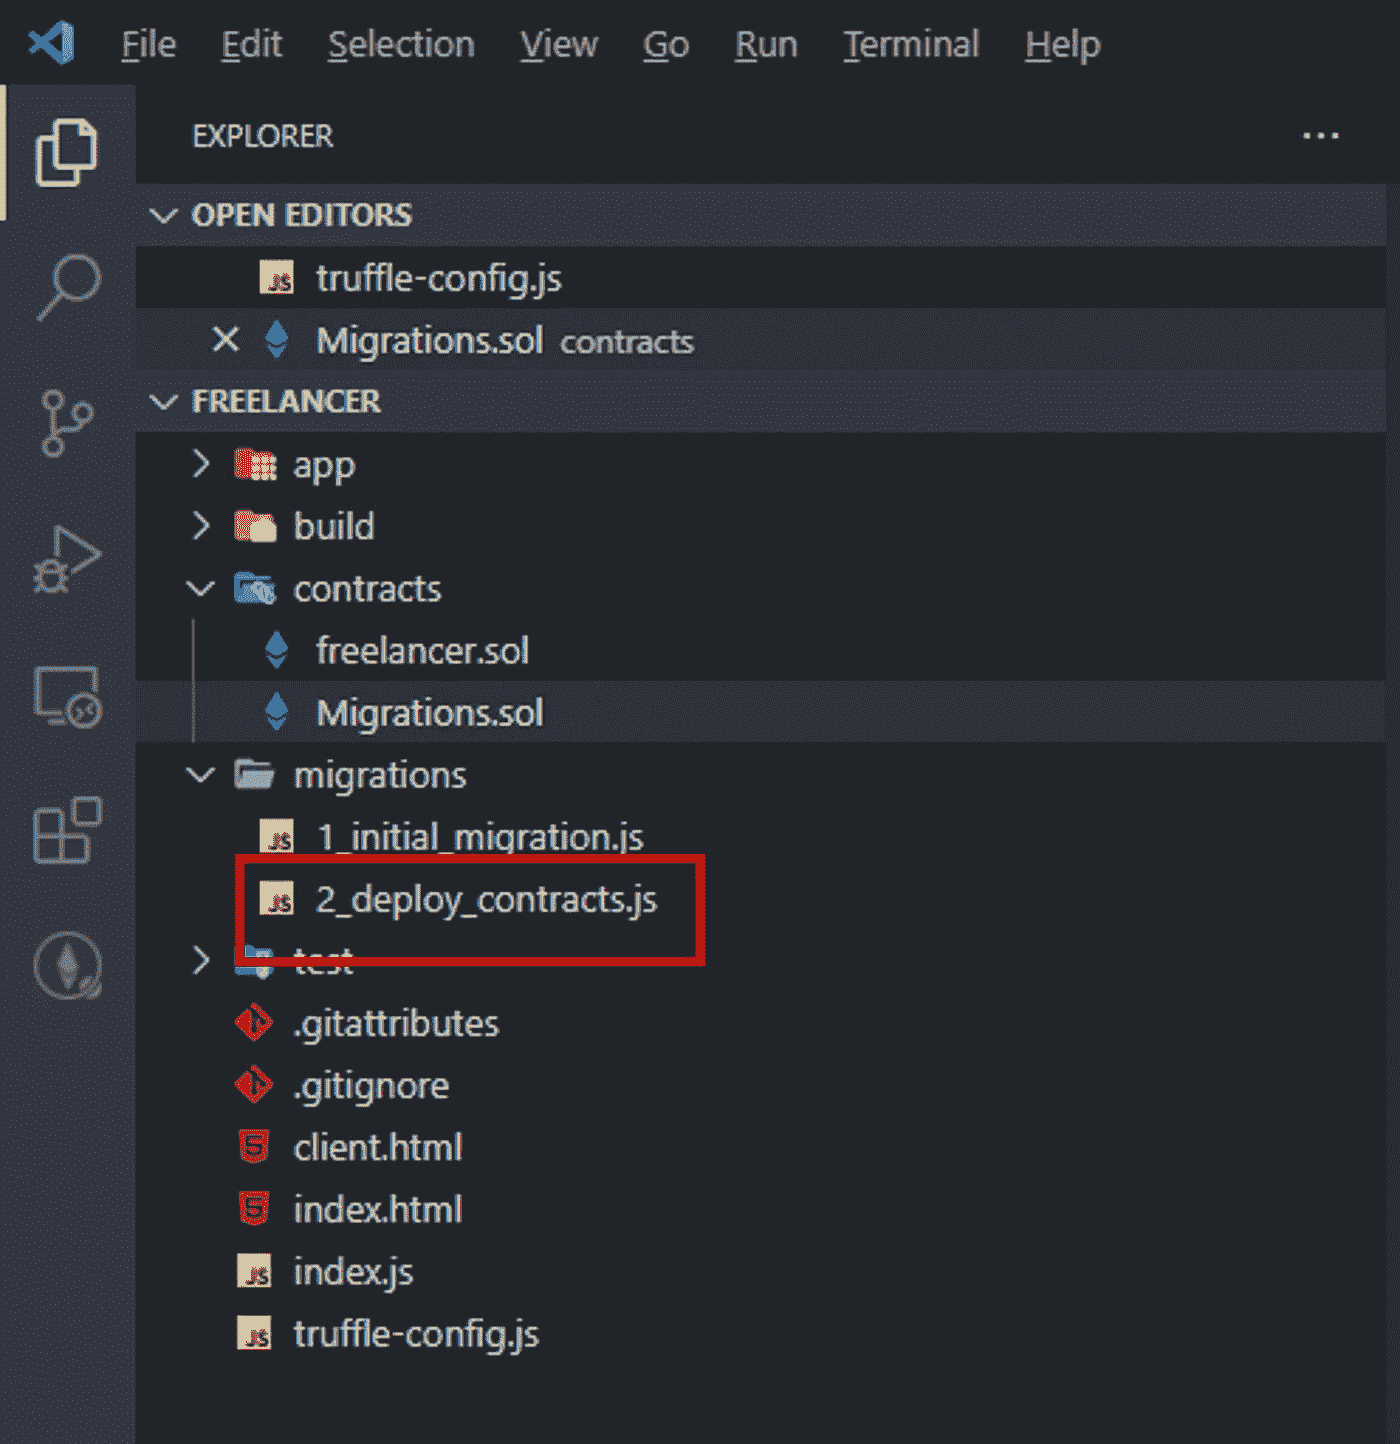 File Edit Selection View Go Run Terminal Help
EXPLORER ...
OPEN EDITORS
JS truffle-config.js
Migrations.sol contracts
FREELANCER
app
build
contracts
freelancer.sol
Migrations.sol
migrations
JS 1_initial_migration.js
JS 2_deploy_contracts.js
test
.gitattributes
.gitignore
5 client.html
5 index.html
JS index.js
JS truffle-config.js